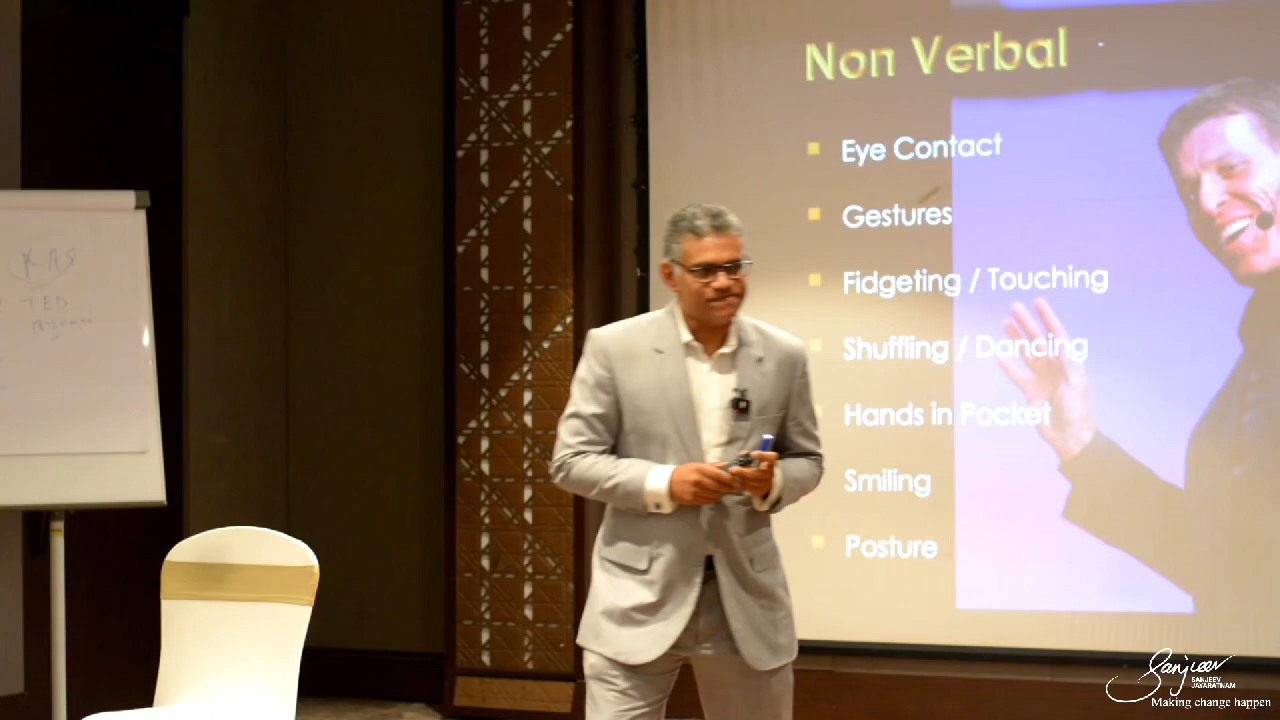 TED
Non Verbal
Eye Contact
Gestures
Fidgeting / Touching
Shuffling / Dancing
Hands in Pocket
Smiling
Posture
Sanjeev
SANJEEV
JAYARATNAM
Making change happen